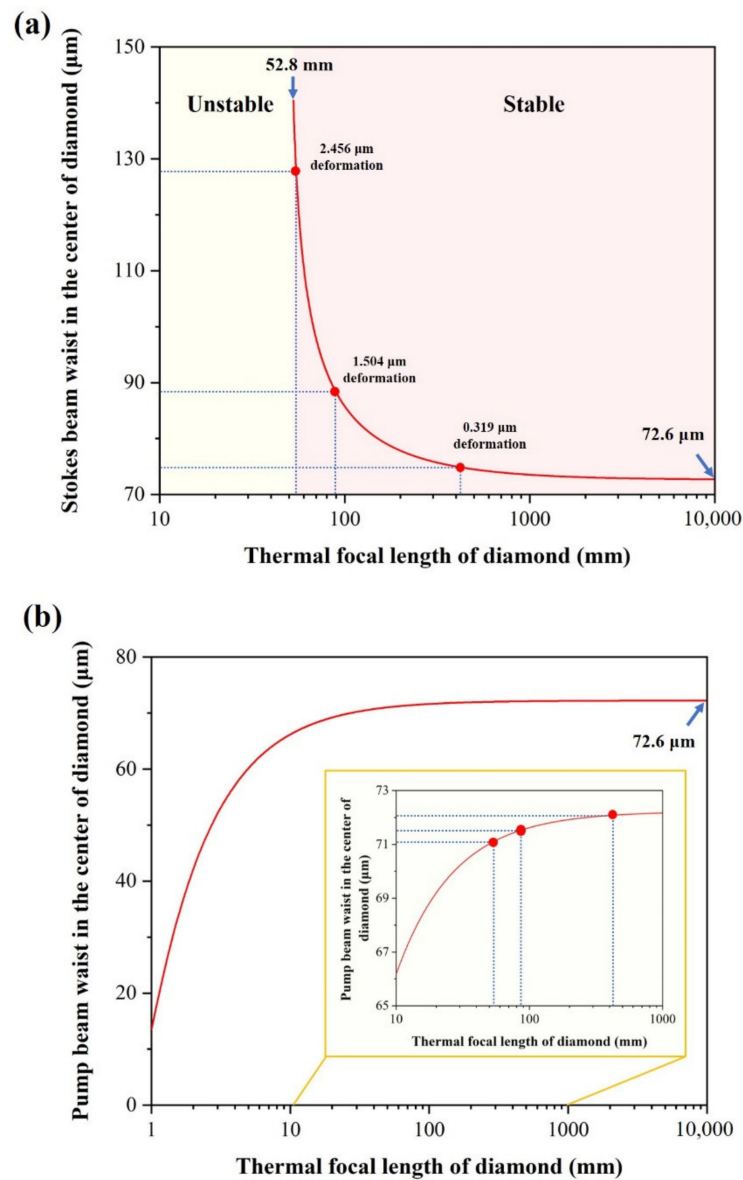 (a)
Stokes beam waist in the center of diamond (μm)
150
130
110
90
70
52.8 mm
Unstable
Stable
2.456 μm
deformation
1.504 μm
deformation
0.319 μm
deformation
72.6 μm
10
100
1000
10,000
Thermal focal length of diamond (mm)
(b)
Pump beam waist in the center of diamond (μm)
80
60
40
20
0
72.6 μm
Pump beam waist in the center of
diamond (μm)
73
71
69
67
65
10
100
1000
Thermal focal length of diamond (mm)
1
10
100
1000
10,000
Thermal focal length of diamond (mm)